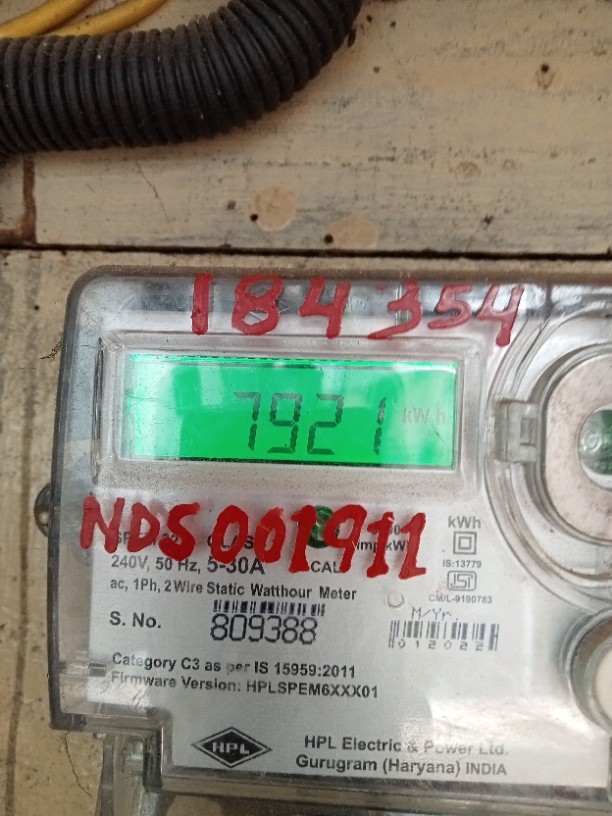 184354
7921 kWh
NDS001911
kWh
240V, 50 Hz, 5-30A
IS:13779
ac, 1Ph, 2 Wire Static Watthour Meter
CM/L-9190783
M/Yr.
S. No. 809388
012022
Category C3 as per IS 15959:2011
Firmware Version: HPLSPEM6XXX01
HPL
HPL Electric & Power Ltd.
Gurugram (Haryana) INDIA